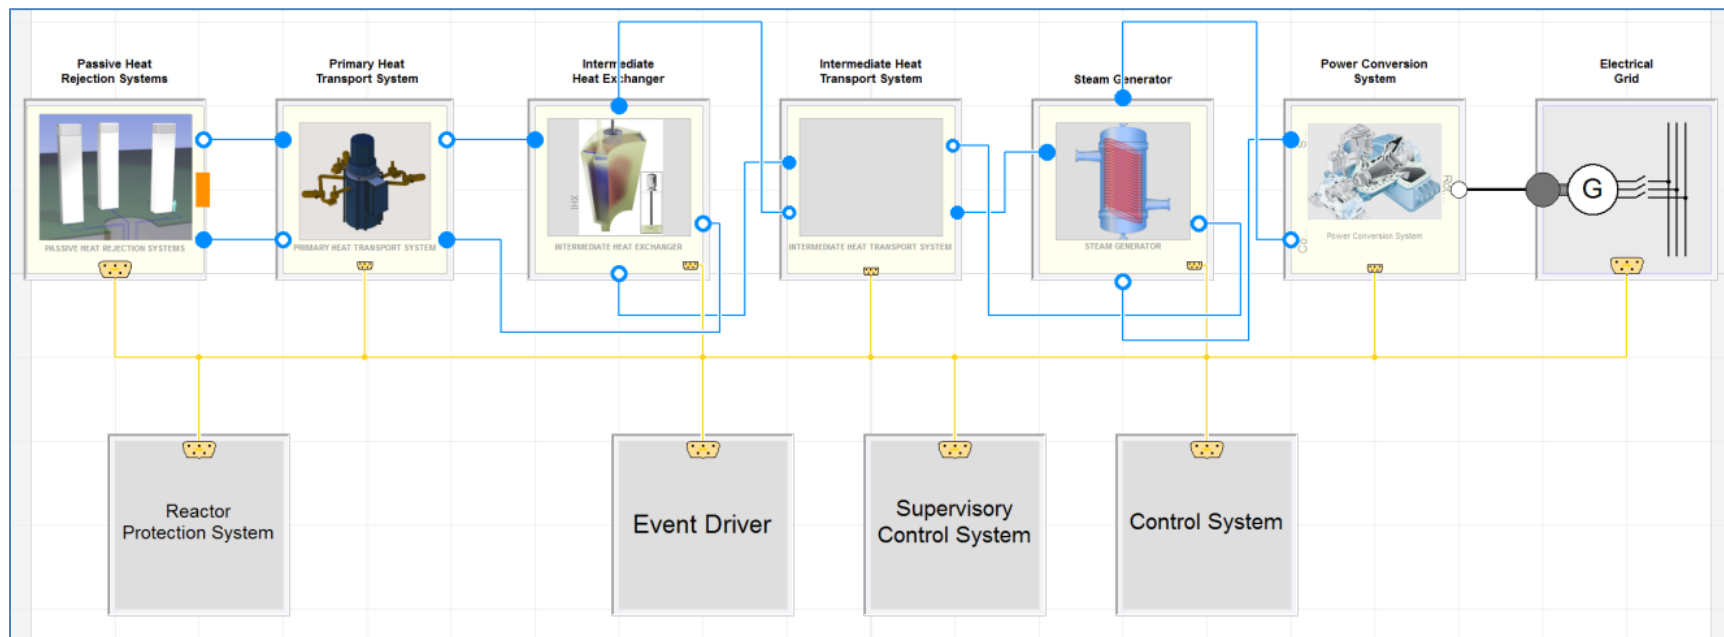 Passive Heat
Rejection Systems
Primary Heat
Transport System
Intermediate
Heat Exchanger
Intermediate Heat
Transport System
Steam Generator
Power Conversion
System
Electrical
Grid
IHX
S...
Co...
G
PASSIVE HEAT REJECTION SYSTEMS
PRIMARY HEAT TRANSPORT SYSTEM
INTERMEDIATE HEAT EXCHANGER
INTERMEDIATE HEAT TRANSPORT SYSTEM
STEAM GENERATOR
Power Conversion System
Reactor
Protection System
Event Driver
Supervisory
Control System
Control System